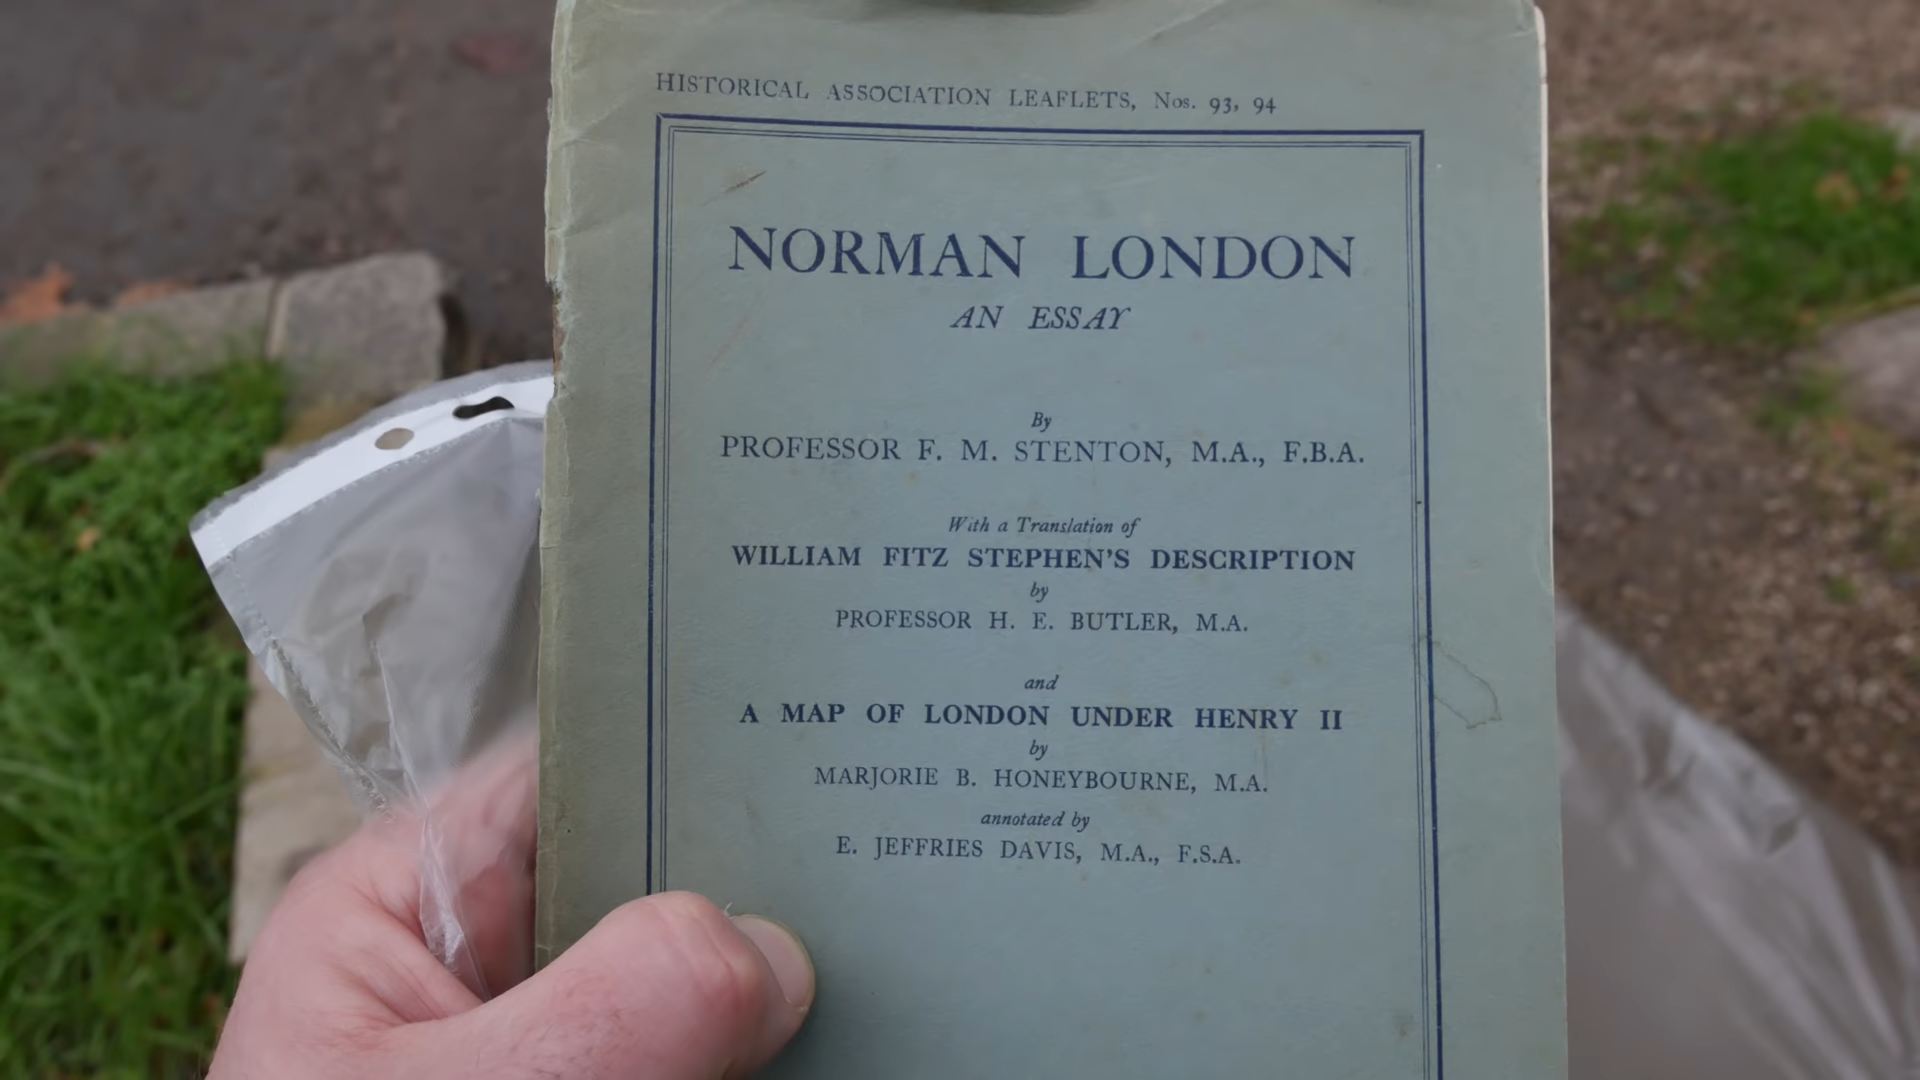 HISTORICAL ASSOCIATION LEAFLETS, Nos. 93, 94
NORMAN LONDON
AN ESSAY
By
PROFESSOR F. M. STENTON, M.A., F.B.A.
With a Translation of
WILLIAM FITZ STEPHEN'S DESCRIPTION
by
PROFESSOR H. E. BUTLER, M.A.
and
A MAP OF LONDON UNDER HENRY II
by
MARJORIE B. HONEYBOURNE, M.A.
annotated by
E. JEFFRIES DAVIS, M.A., F.S.A.